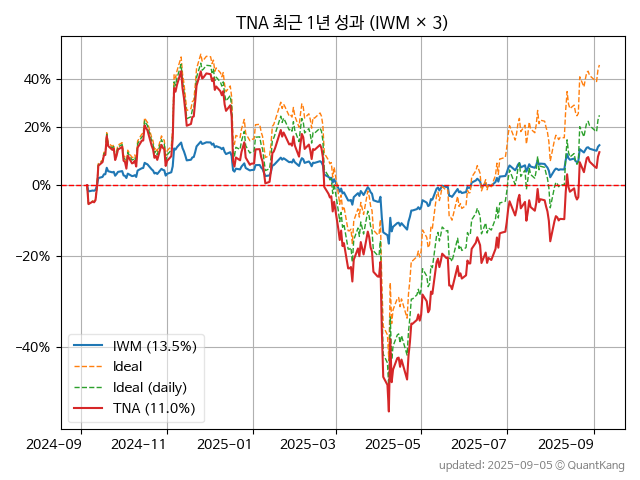 TNA 최근 1년 성과 (IWM × 3)
40%
20%
0%
−20%
−40%
IWM (13.5%)
Ideal
Ideal (daily)
TNA (11.0%)
2024-09
2024-11
2025-01
2025-03
2025-05
2025-07
2025-09
updated: 2025-09-05 © QuantKang